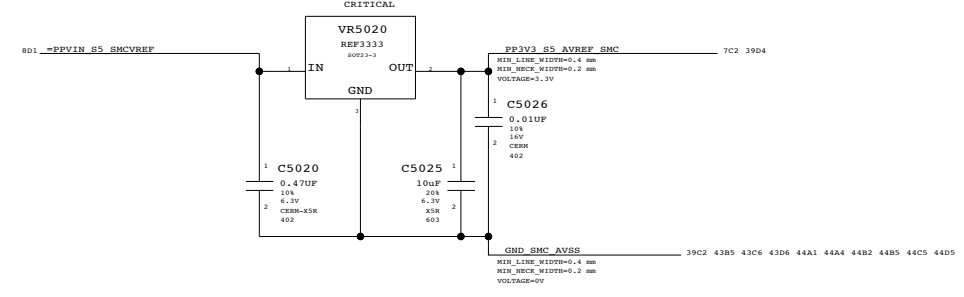 CRITICAL
VR5020
REF3333
SOT23-3
8D1 =PPVIN_S5_SMCVREF
PP3V3_S5_AVREF_SMC 7C2 39D4
MIN_LINE_WIDTH=0.4 mm
MIN_NECK_WIDTH=0.2 mm
VOLTAGE=3.3V
1 IN OUT 2
GND
3
1
C5026
0.01UF
10%
16V
2 CERM
402
1 C5020
0.47UF
10%
6.3V
2 CERM-X5R
402
C5025 1
10uF
20%
6.3V
X5R 2
603
GND_SMC_AVSS 39C2 43B5 43C6 43D6 44A1 44A4 44B2 44B5 44C5 44D5
MIN_LINE_WIDTH=0.4 mm
MIN_NECK_WIDTH=0.2 mm
VOLTAGE=0V